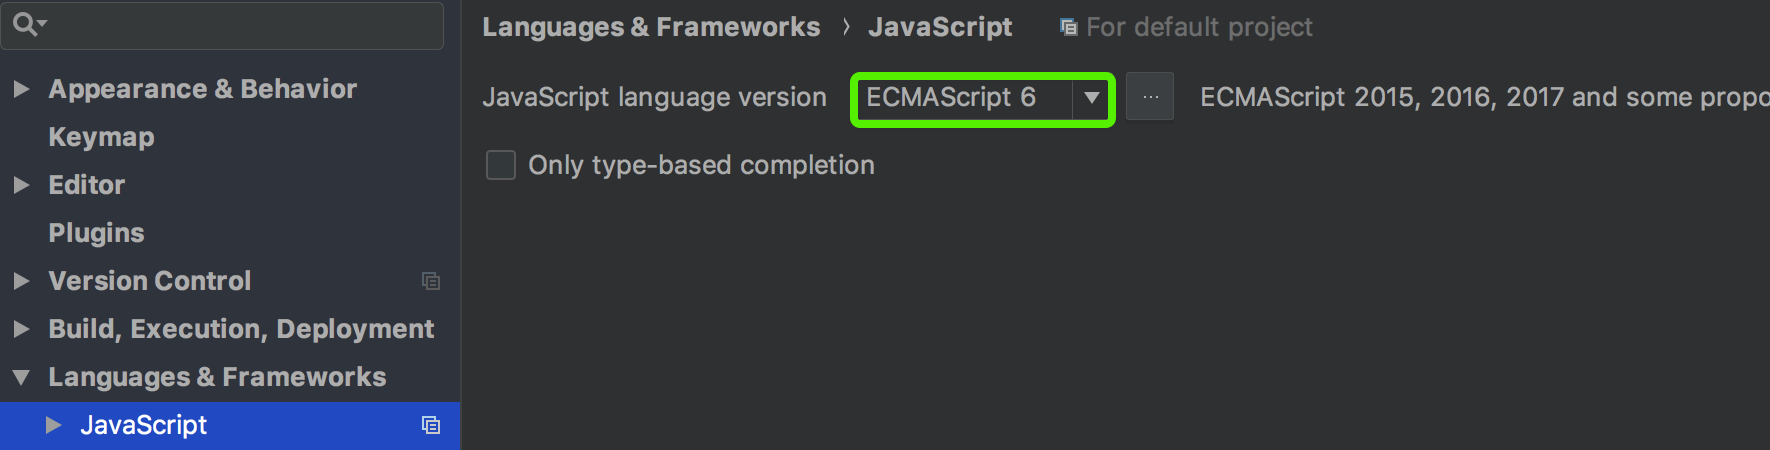 Languages & Frameworks › JavaScript For default project
JavaScript language version ECMAScript 6 ... ECMAScript 2015, 2016, 2017 and some propo
Only type-based completion
Appearance & Behavior
Keymap
Editor
Plugins
Version Control
Build, Execution, Deployment
Languages & Frameworks
JavaScript